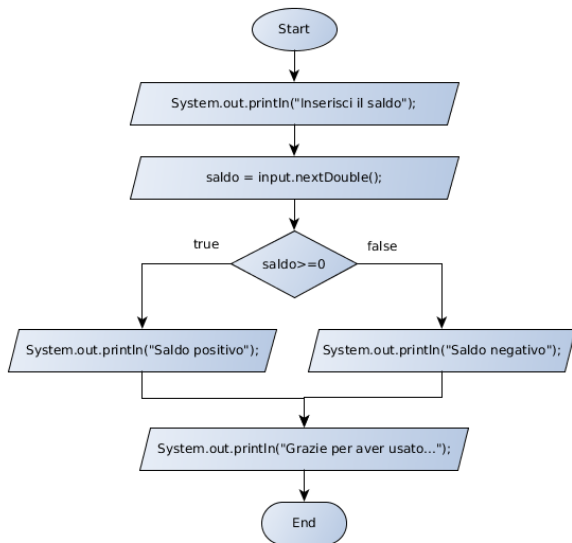 Start
System.out.println("Inserisci il saldo");
saldo = input.nextDouble();
true
false
saldo>=0
System.out.println("Saldo positivo");
System.out.println("Saldo negativo");
System.out.println("Grazie per aver usato...");
End